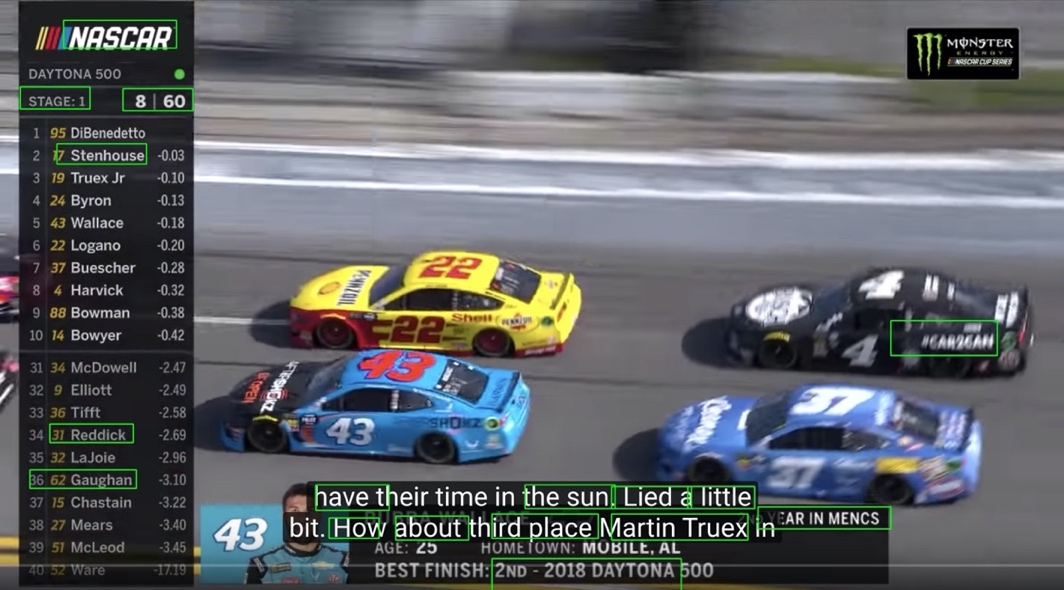 NASCAR
DAYTONA 500
STAGE: 1 8 | 60
1 95 DiBenedetto
2 17 Stenhouse -0.03
3 19 Truex Jr -0.10
4 24 Byron -0.13
5 43 Wallace -0.18
6 22 Logano -0.20
7 37 Buescher -0.28
8 4 Harvick -0.32
9 88 Bowman -0.38
10 14 Bowyer -0.42
31 34 McDowell -2.47
32 9 Elliott -2.49
33 36 Tifft -2.58
34 31 Reddick -2.69
35 32 LaJoie -2.96
36 62 Gaughan -3.10
37 15 Chastain -3.22
38 27 Mears -3.40
39 51 McLeod -3.45
40 52 Ware -17.19
MONSTER
ENERGY
NASCAR CUP SERIES
22
PENNZOIL
22
Shell
PENNZOIL
4
4
#CAR2CAN
43
43
37
37
have their time in the sun. Lied a little
bit. How about third place Martin Truex in
43
YEAR IN MENCS
AGE: 25 HOMETOWN: MOBILE, AL
BEST FINISH: 2ND - 2018 DAYTONA 500